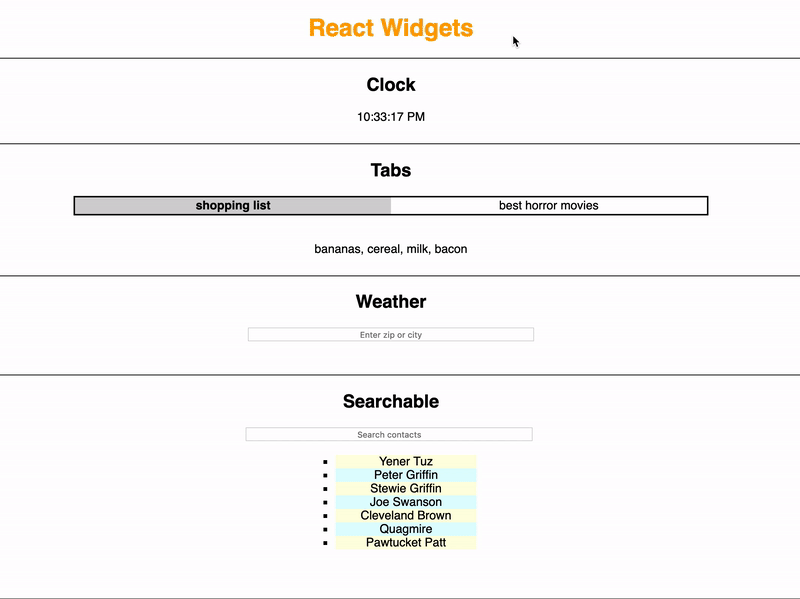 React Widgets
Clock
10:33:17 PM
Tabs
shopping list
best horror movies
bananas, cereal, milk, bacon
Weather
Enter zip or city
Searchable
Search contacts
Yener Tuz
Peter Griffin
Stewie Griffin
Joe Swanson
Cleveland Brown
Quagmire
Pawtucket Patt